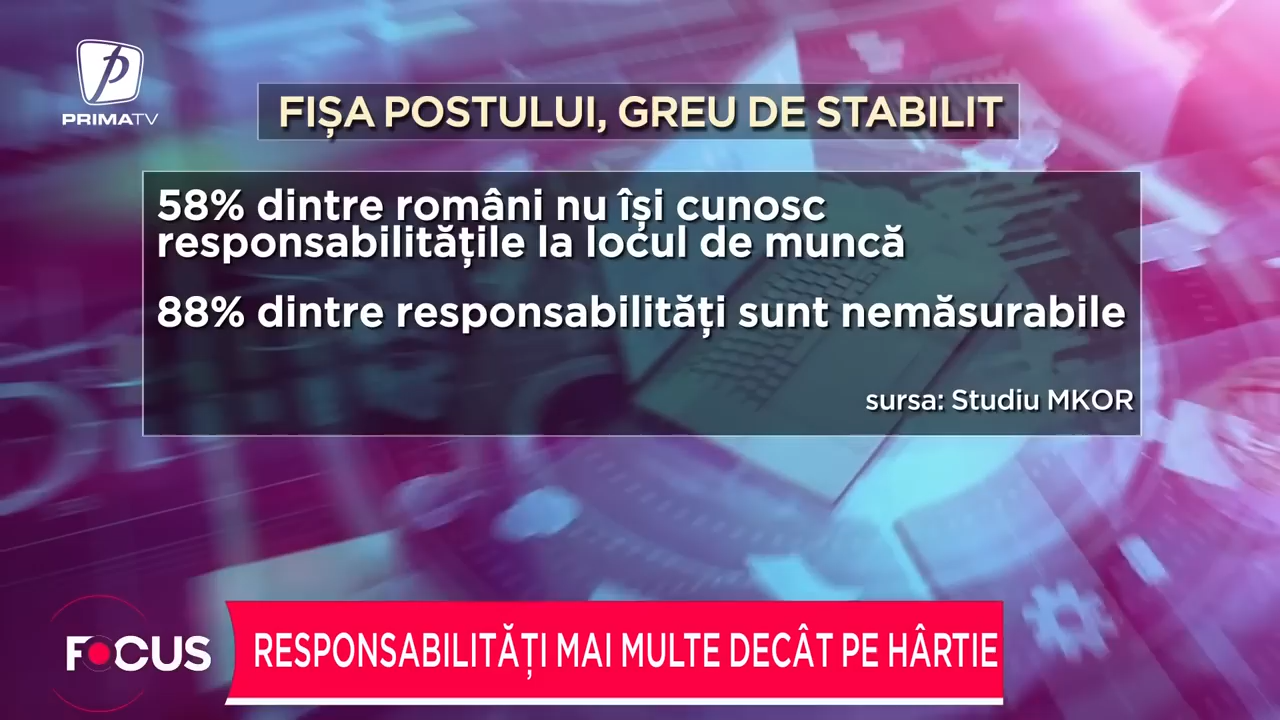 PRIMATV
FIȘA POSTULUI, GREU DE STABILIT
58% dintre români nu își cunosc
responsabilitățile la locul de muncă
88% dintre responsabilități sunt nemăsurabile
sursa: Studiu MKOR
FOCUS
RESPONSABILITĂȚI MAI MULTE DECÂT PE HÂRTIE